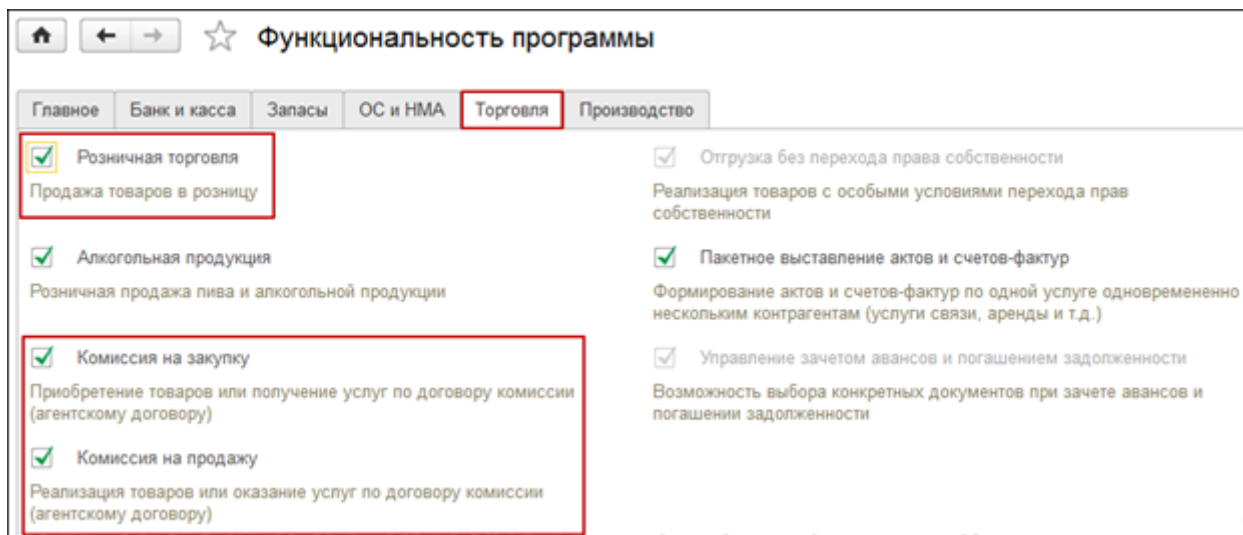 Функциональность программы
Главное
Банк и касса
Запасы
ОС и НМА
Торговля
Производство
Розничная торговля
Продажа товаров в розницу
Алкогольная продукция
Розничная продажа пива и алкогольной продукции
Комиссия на закупку
Приобретение товаров или получение услуг по договору комиссии
(агентскому договору)
Комиссия на продажу
Реализация товаров или оказание услуг по договору комиссии
(агентскому договору)
Отгрузка без перехода права собственности
Реализация товаров с особыми условиями перехода прав
собственности
Пакетное выставление актов и счетов-фактур
Формирование актов и счетов-фактур по одной услуге одновремененно
нескольким контрагентам (услуги связи, аренды и т.д.)
Управление зачетом авансов и погашением задолженности
Возможность выбора конкретных документов при зачете авансов и
погашении задолженности